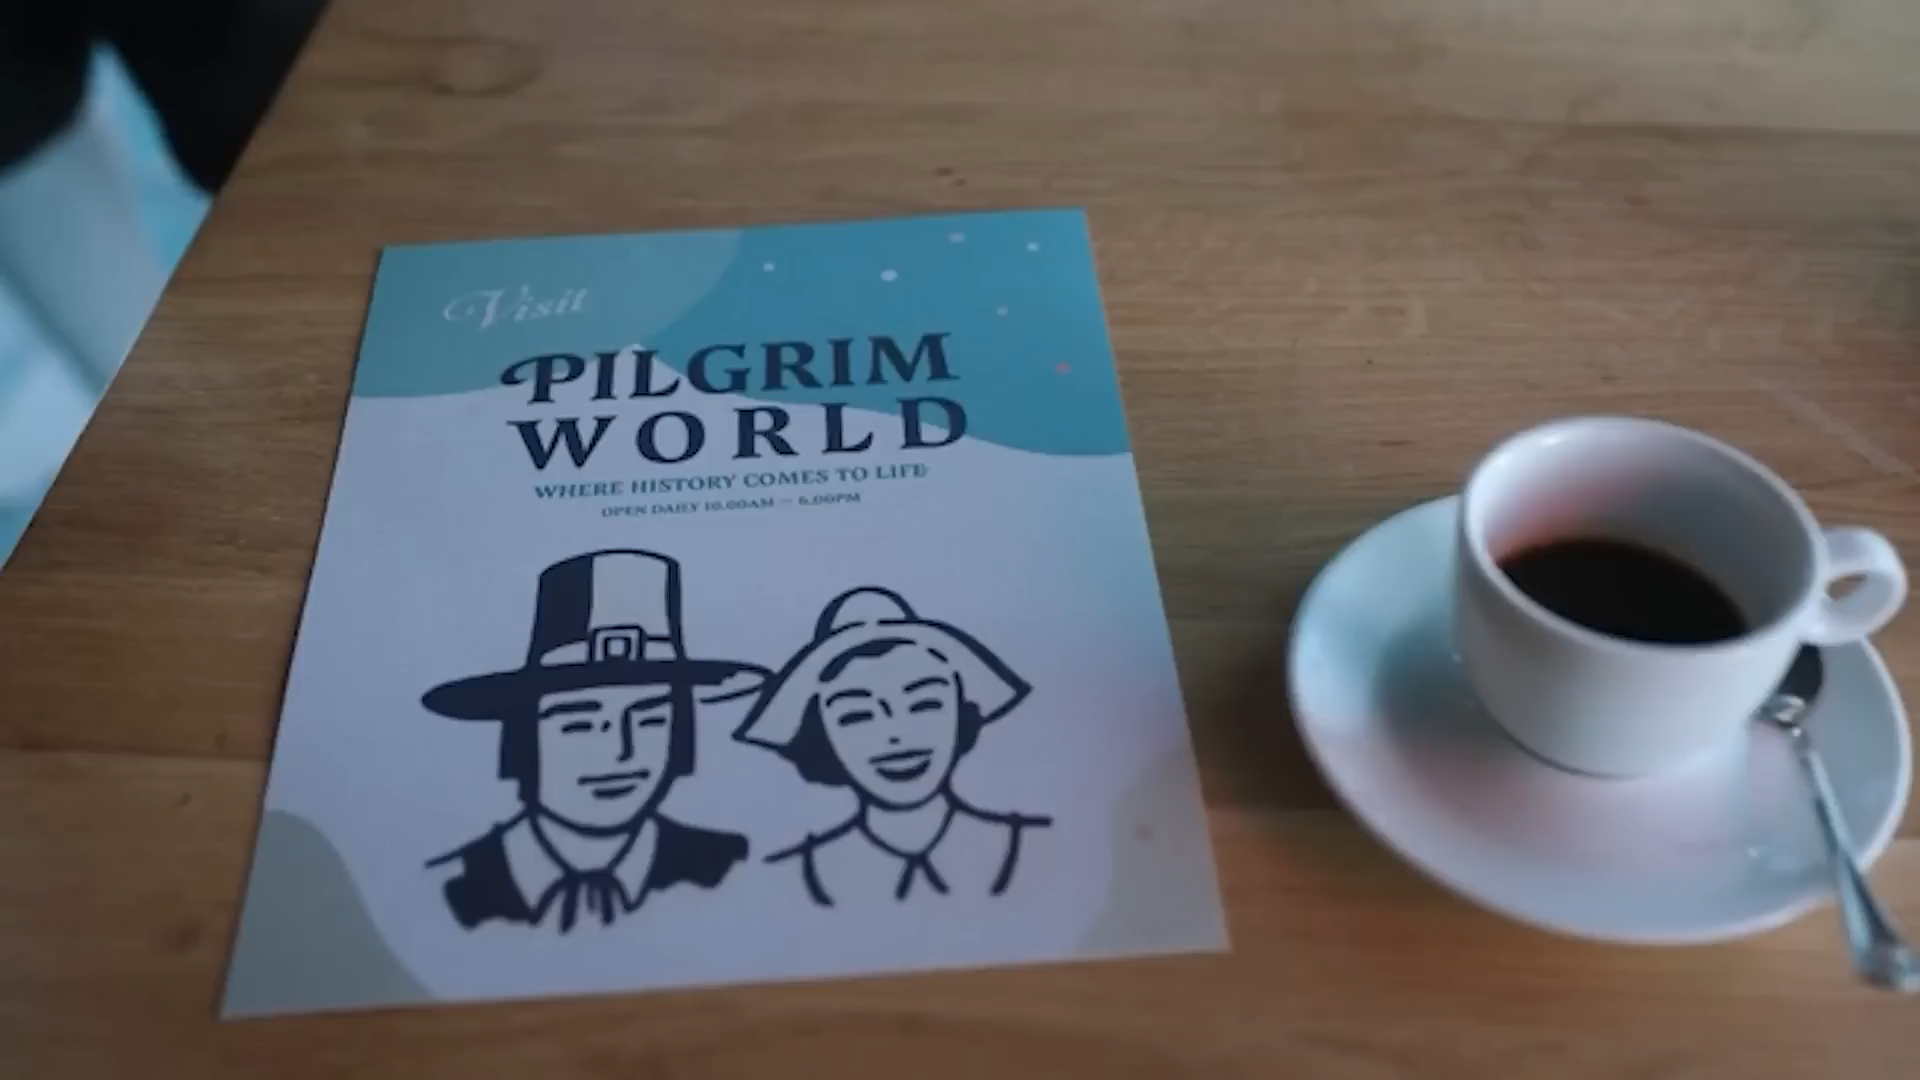 Visit
PILGRIM
WORLD
WHERE HISTORY COMES TO LIFE
OPEN DAILY 10.00AM — 6.00PM